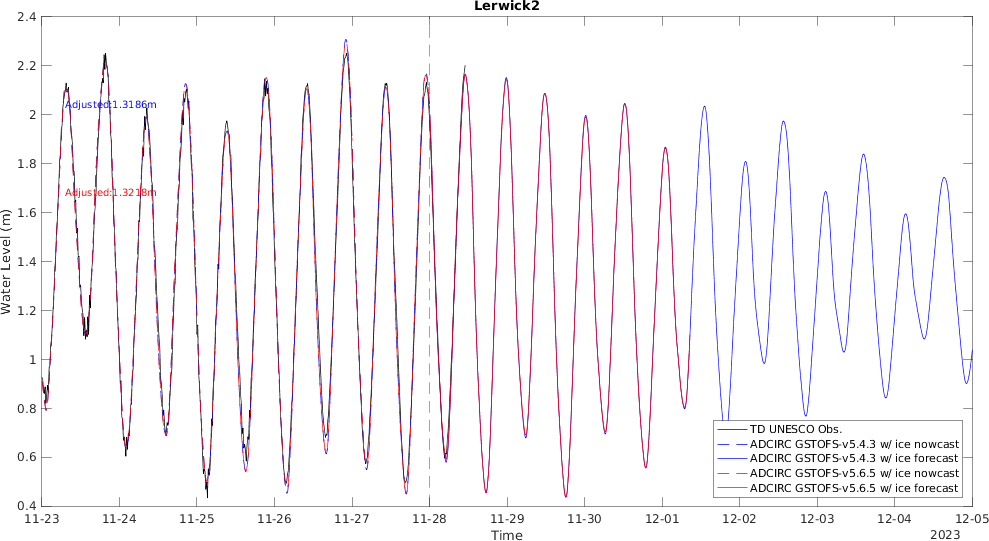 Lerwick2
2.4
2.2
2
1.8
1.6
1.4
1.2
1
0.8
0.6
0.4
Water Level (m)
Adjusted:1.3186m
Adjusted:1.3218m
TD UNESCO Obs.
ADCIRC GSTOFS-v5.4.3 w/ ice nowcast
ADCIRC GSTOFS-v5.4.3 w/ ice forecast
ADCIRC GSTOFS-v5.6.5 w/ ice nowcast
ADCIRC GSTOFS-v5.6.5 w/ ice forecast
11-23 11-24 11-25 11-26 11-27 11-28 11-29 11-30 12-01 12-02 12-03 12-04 12-05
Time
2023